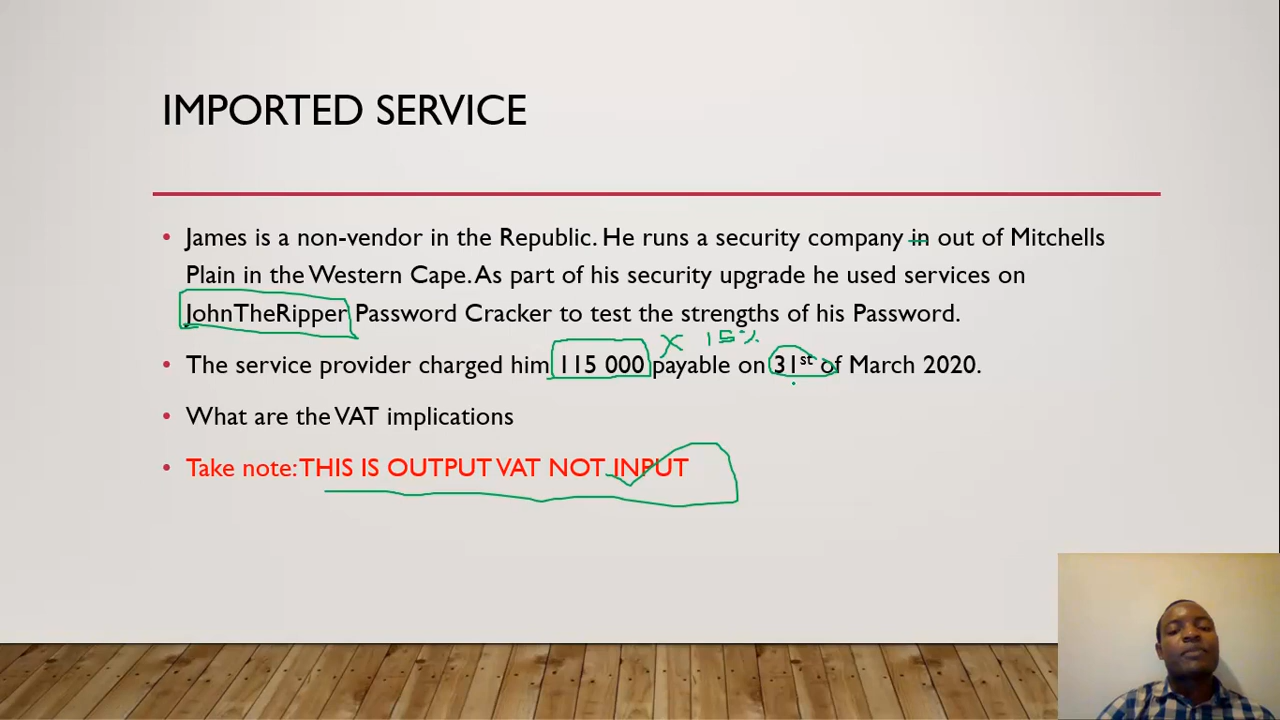 IMPORTED SERVICE
James is a non-vendor in the Republic. He runs a security company in out of Mitchells
Plain in the Western Cape. As part of his security upgrade he used services on
JohnTheRipper Password Cracker to test the strengths of his Password.
X 15%
The service provider charged him 115 000 payable on 31st of March 2020.
What are the VAT implications
Take note: THIS IS OUTPUT VAT NOT INPUT